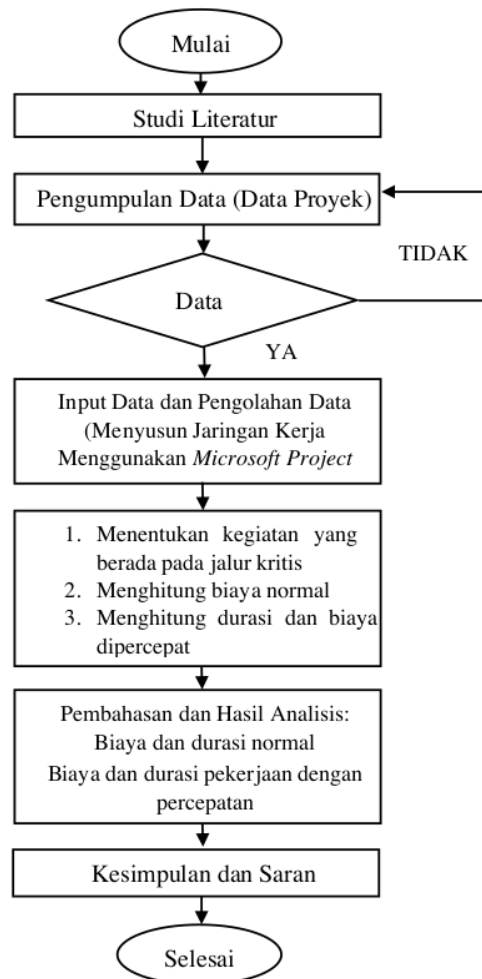 Mulai
Studi Literatur
Pengumpulan Data (Data Proyek)
TIDAK
Data
YA
Input Data dan Pengolahan Data
(Menyusun Jaringan Kerja
Menggunakan Microsoft Project
1. Menentukan kegiatan yang
berada pada jalur kritis
2. Menghitung biaya normal
3. Menghitung durasi dan biaya
dipercepat
Pembahasan dan Hasil Analisis:
Biaya dan durasi normal
Biaya dan durasi pekerjaan dengan
percepatan
Kesimpulan dan Saran
Selesai